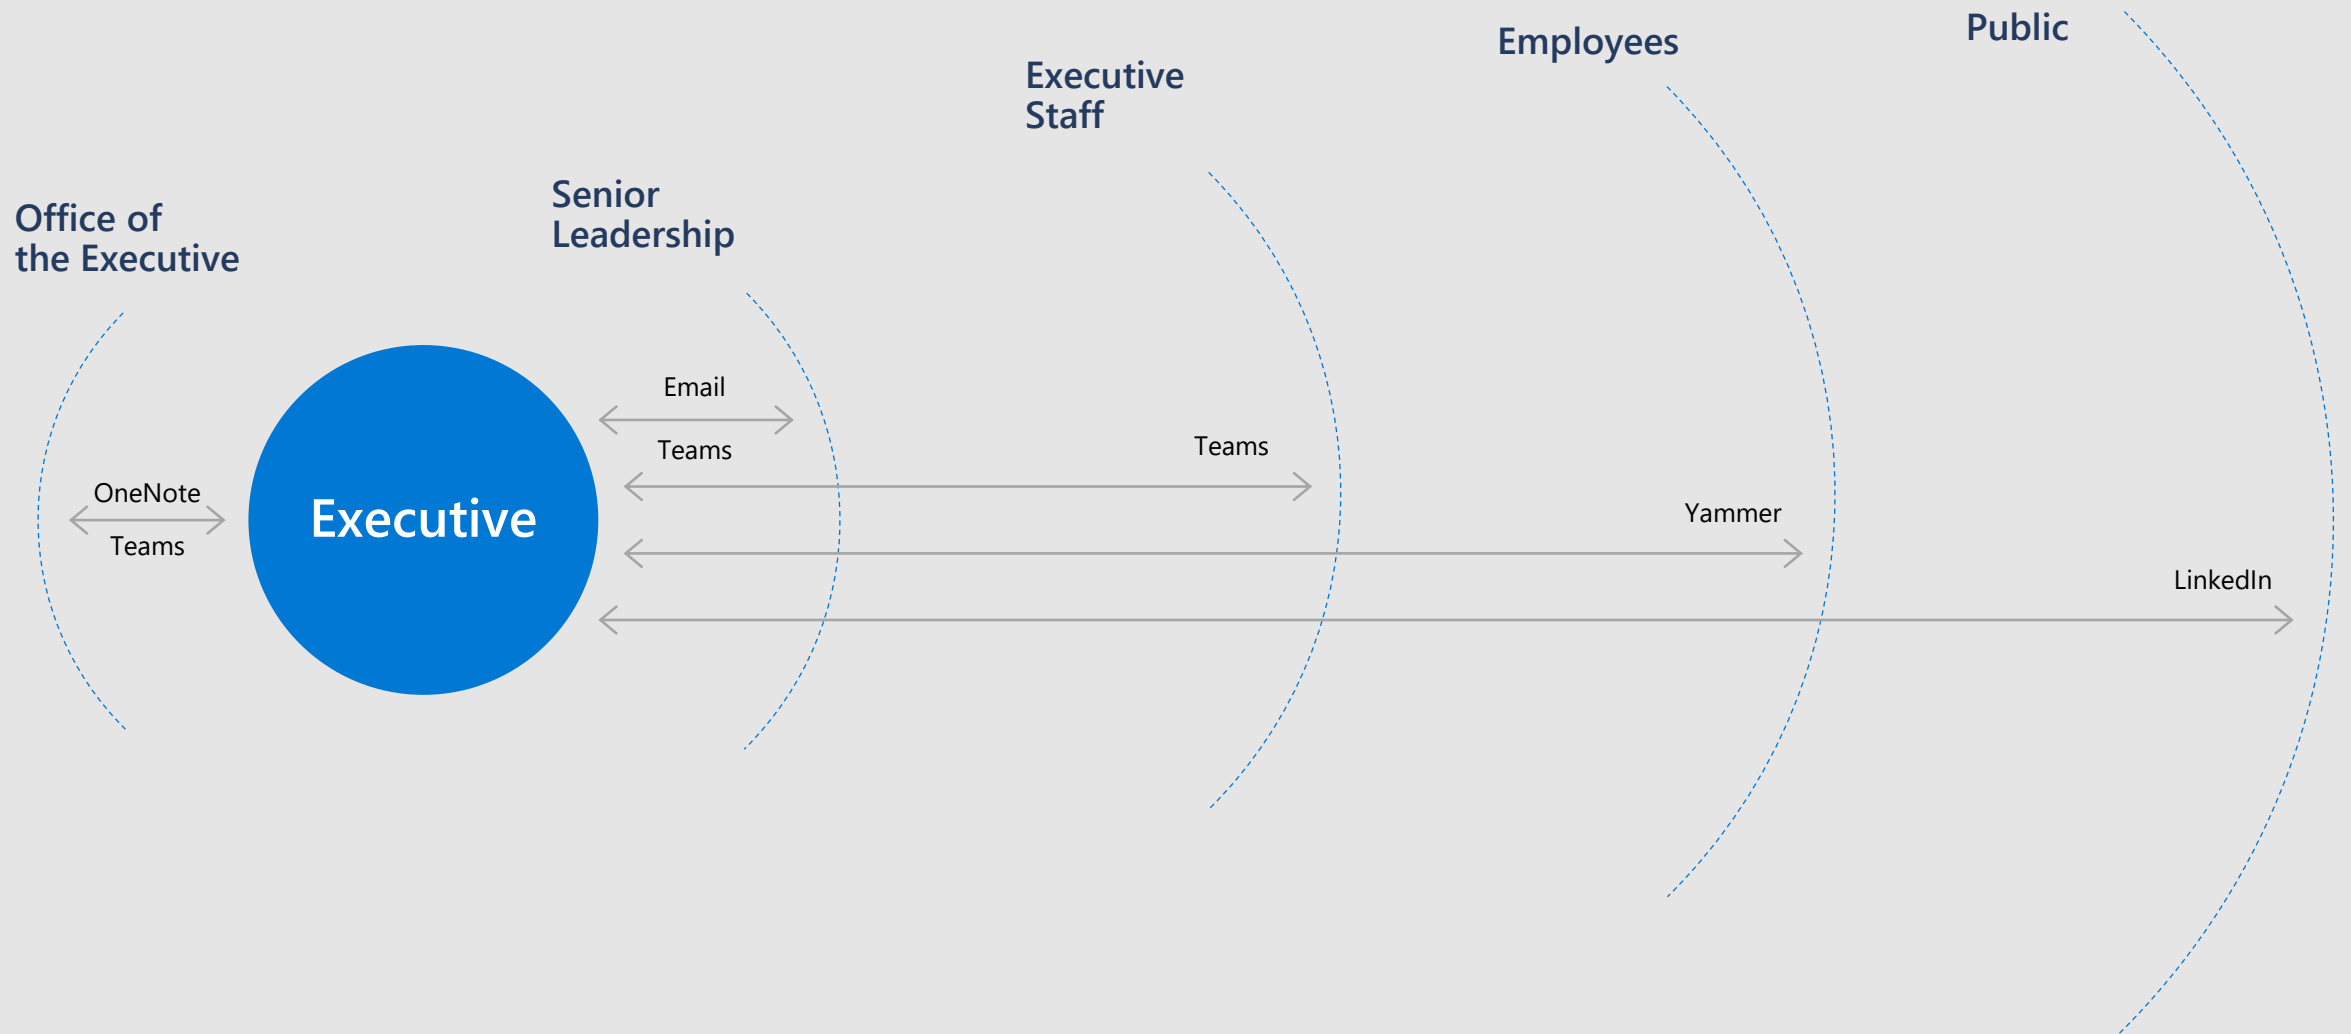 Public
Employees
Executive
Staff
Senior
Leadership
Office of
the Executive
Email
Teams
Teams
OneNote
Teams
Executive
Yammer
LinkedIn